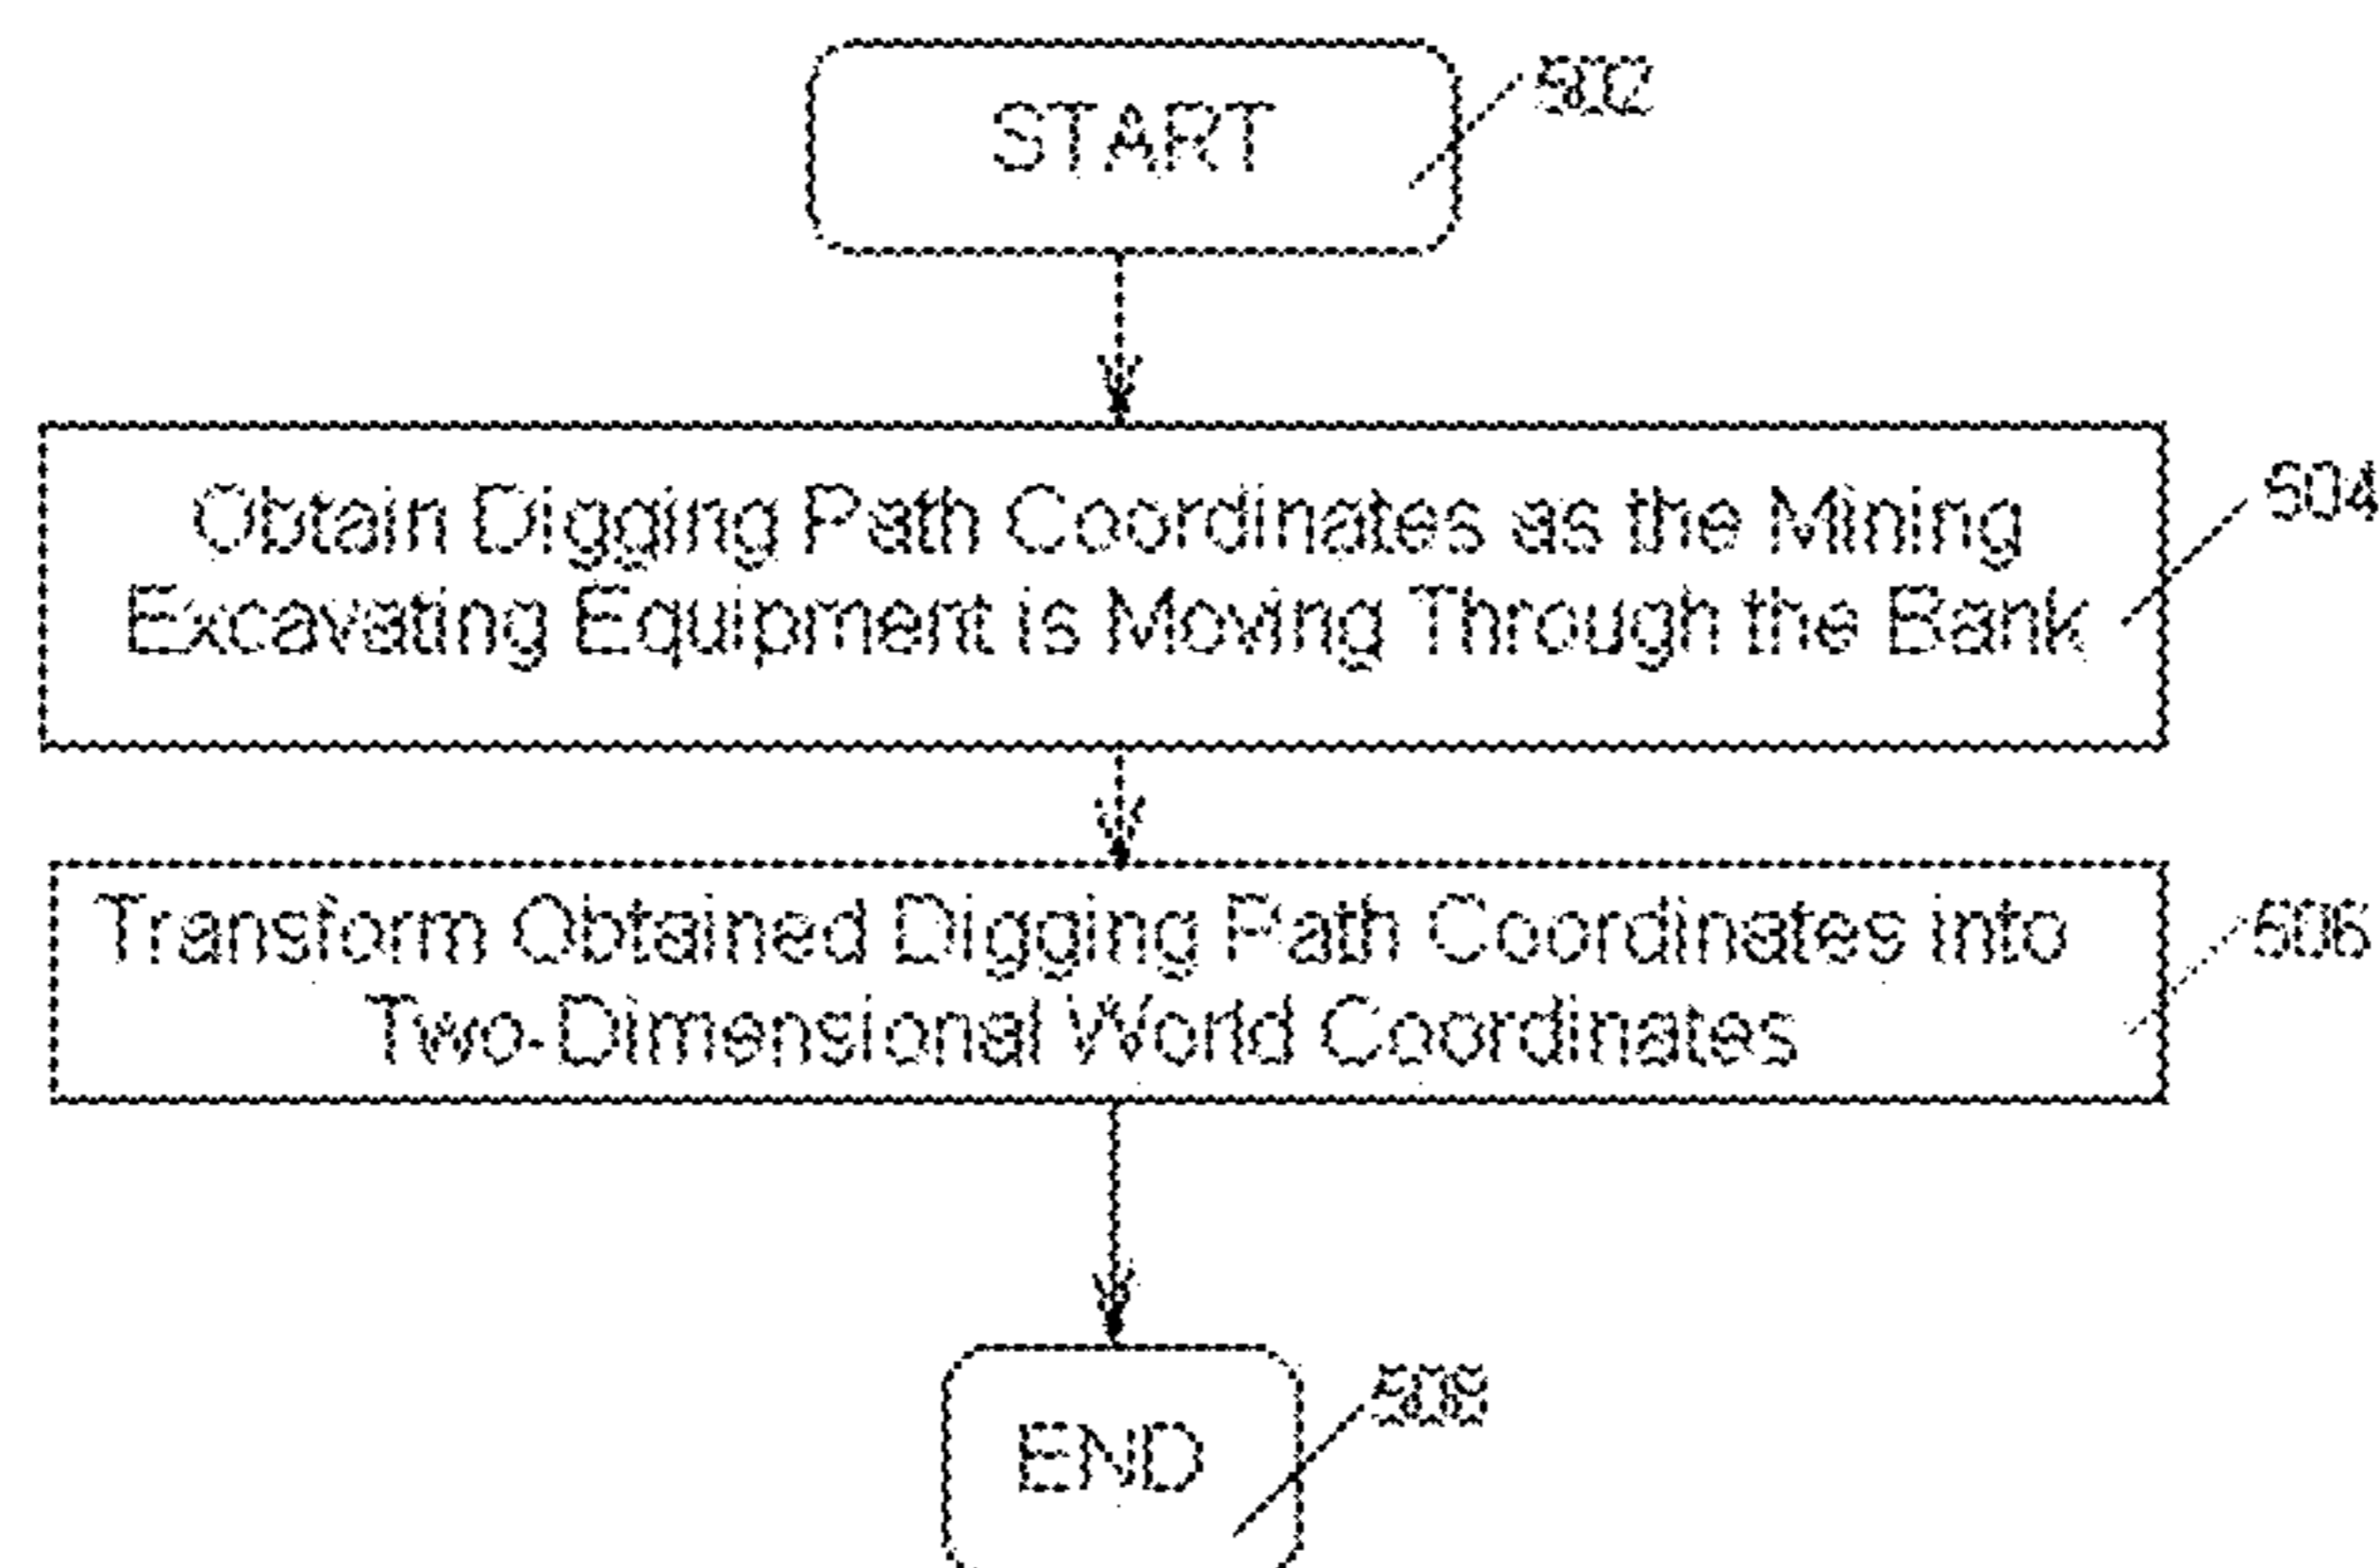 START
502
Obtain Digging Path Coordinates as the Mining
Excavating Equipment is Moving Through the Bank
504
Transform Obtained Digging Path Coordinates into
Two-Dimensional World Coordinates
506
END